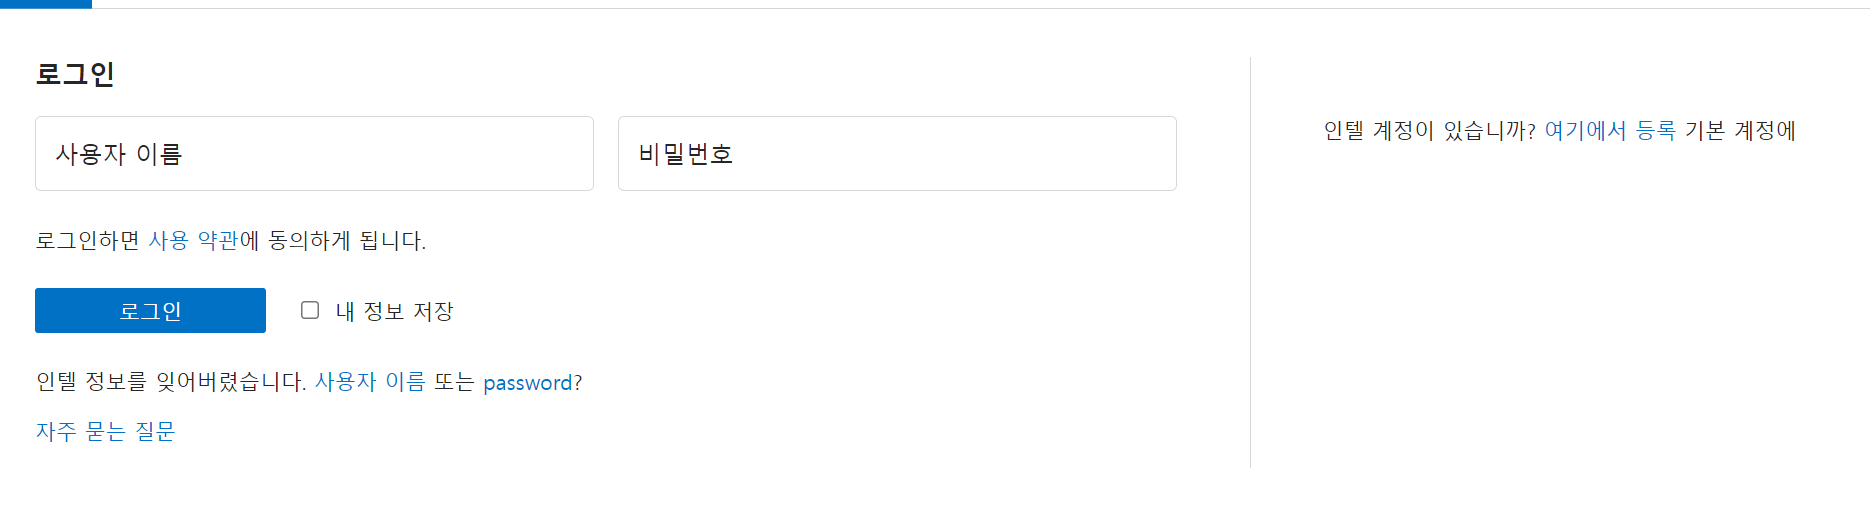 로그인
사용자 이름
비밀번호
로그인하면 사용 약관에 동의하게 됩니다.
로그인
내 정보 저장
인텔 정보를 잊어버렸습니다. 사용자 이름 또는 password?
자주 묻는 질문
인텔 계정이 있습니까? 여기에서 등록 기본 계정에